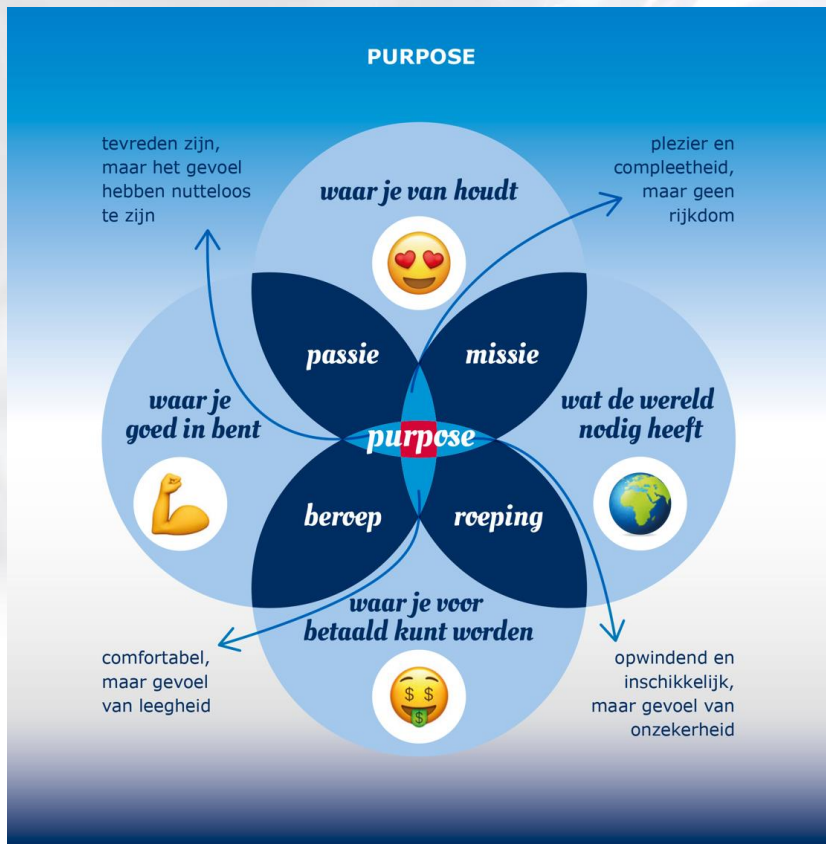 PURPOSE
tevreden zijn,
maar het gevoel
hebben nutteloos
te zijn
plezier en
compleetheid,
maar geen
rijkdom
waar je van houdt
passie
missie
waar je
goed in bent
purpose
wat de wereld
nodig heeft
beroep
roeping
waar je voor
betaald kunt worden
comfortabel,
maar gevoel
van leegheid
opwindend en
inschikkelijk,
maar gevoel van
onzekerheid